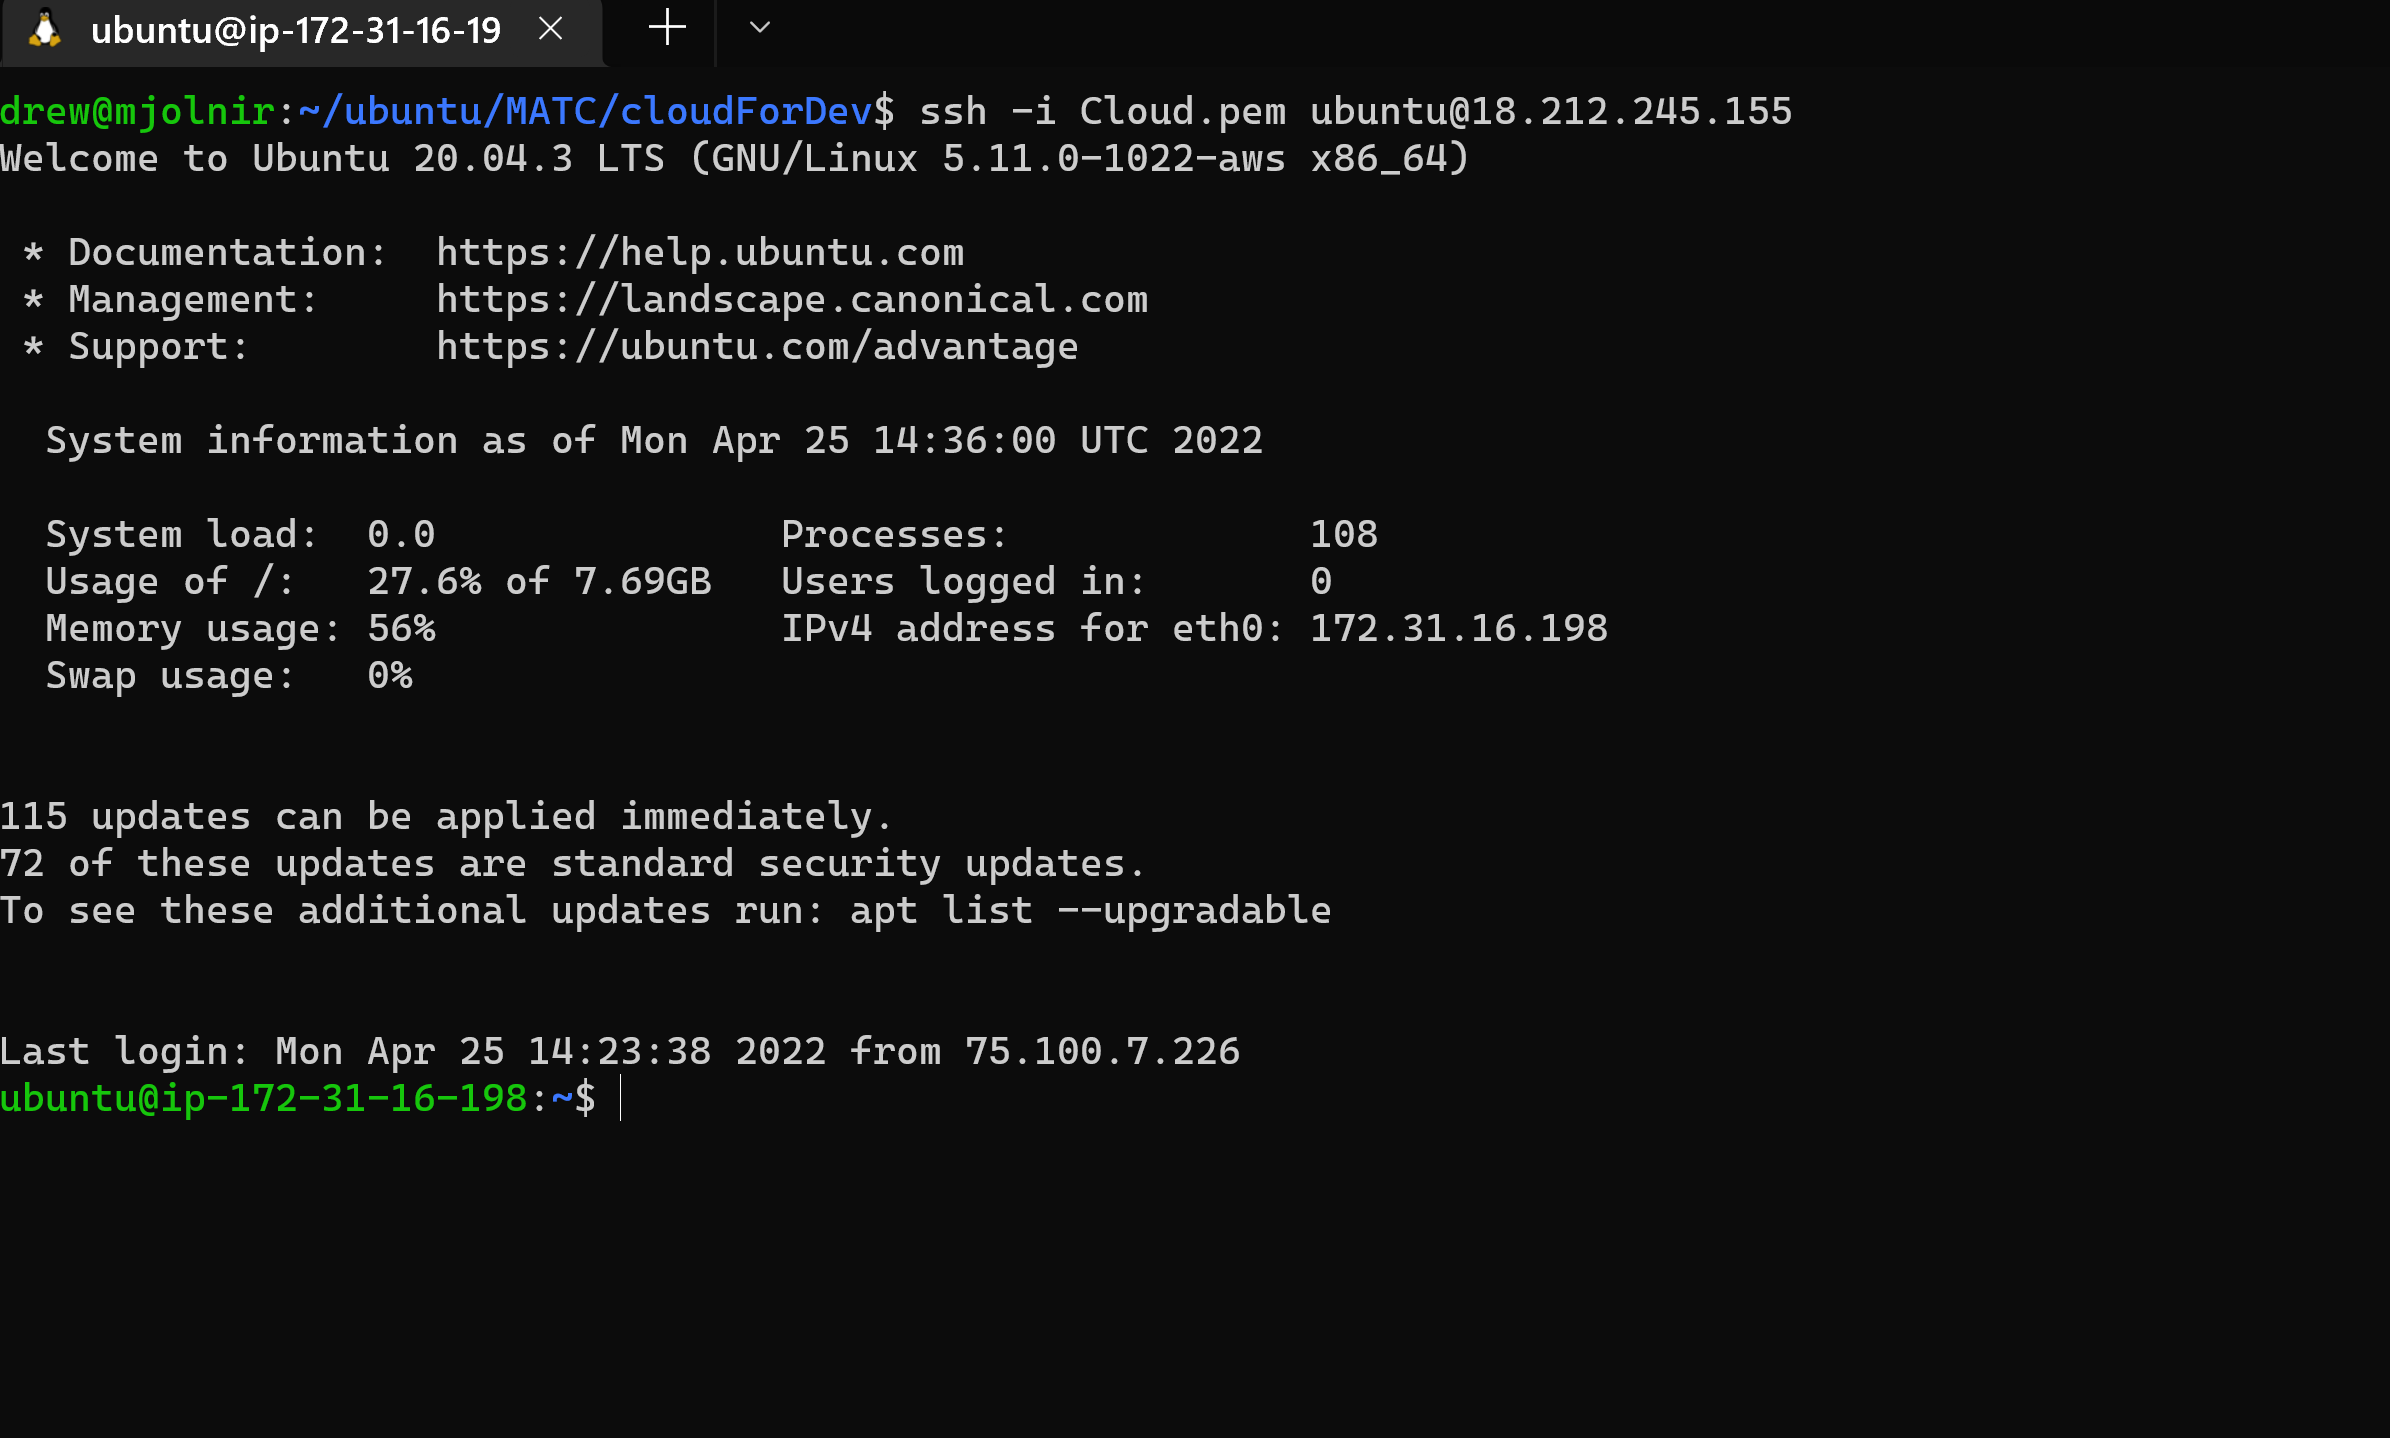 ubuntu@ip-172-31-16-19
drew@mjolnir:~/ubuntu/MATC/cloudForDev$ ssh -i Cloud.pem ubuntu@18.212.245.155
Welcome to Ubuntu 20.04.3 LTS (GNU/Linux 5.11.0-1022-aws x86_64)
* Documentation:  https://help.ubuntu.com
* Management:     https://landscape.canonical.com
* Support:        https://ubuntu.com/advantage
System information as of Mon Apr 25 14:36:00 UTC 2022
System load:  0.0               Processes:             108
Usage of /:   27.6% of 7.69GB   Users logged in:       0
Memory usage: 56%               IPv4 address for eth0: 172.31.16.198
Swap usage:   0%
115 updates can be applied immediately.
72 of these updates are standard security updates.
To see these additional updates run: apt list --upgradable
Last login: Mon Apr 25 14:23:38 2022 from 75.100.7.226
ubuntu@ip-172-31-16-198:~$